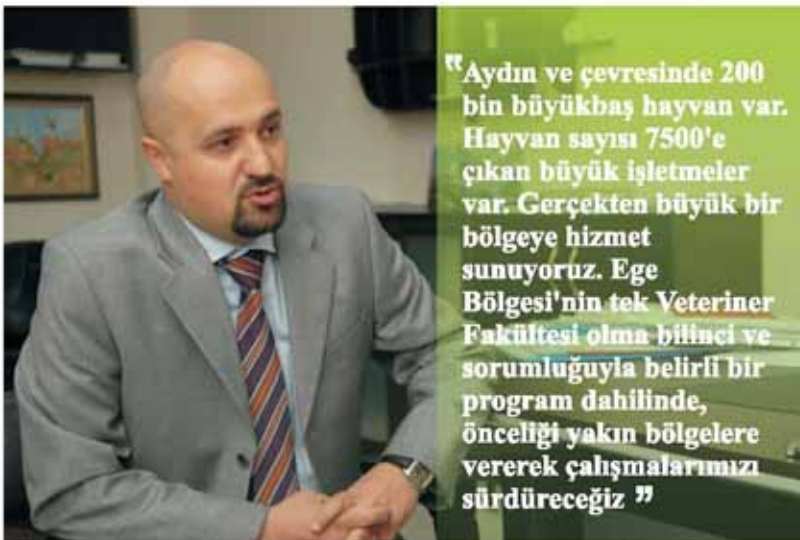 "Aydın ve çevresinde 200
bin büyükbaş hayvan var.
Hayvan sayısı 7500'e
çıkan büyük işletmeler
var. Gerçekten büyük bir
bölgeye hizmet
sunuyoruz. Ege
Bölgesi'nin tek Veteriner
Fakültesi olma bilinci ve
sorumluğuyla belirli bir
program dahilinde,
önceliği yakın bölgelere
vererek çalışmalarımızı
sürdüreceğiz"